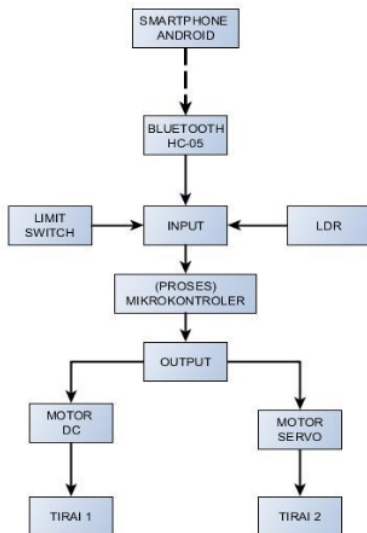 SMARTPHONE
ANDROID
BLUETOOTH
HC-05
LIMIT
SWITCH
INPUT
LDR
(PROSES)
MIKROKONTROLER
OUTPUT
MOTOR
DC
MOTOR
SERVO
TIRAI 1
TIRAI 2